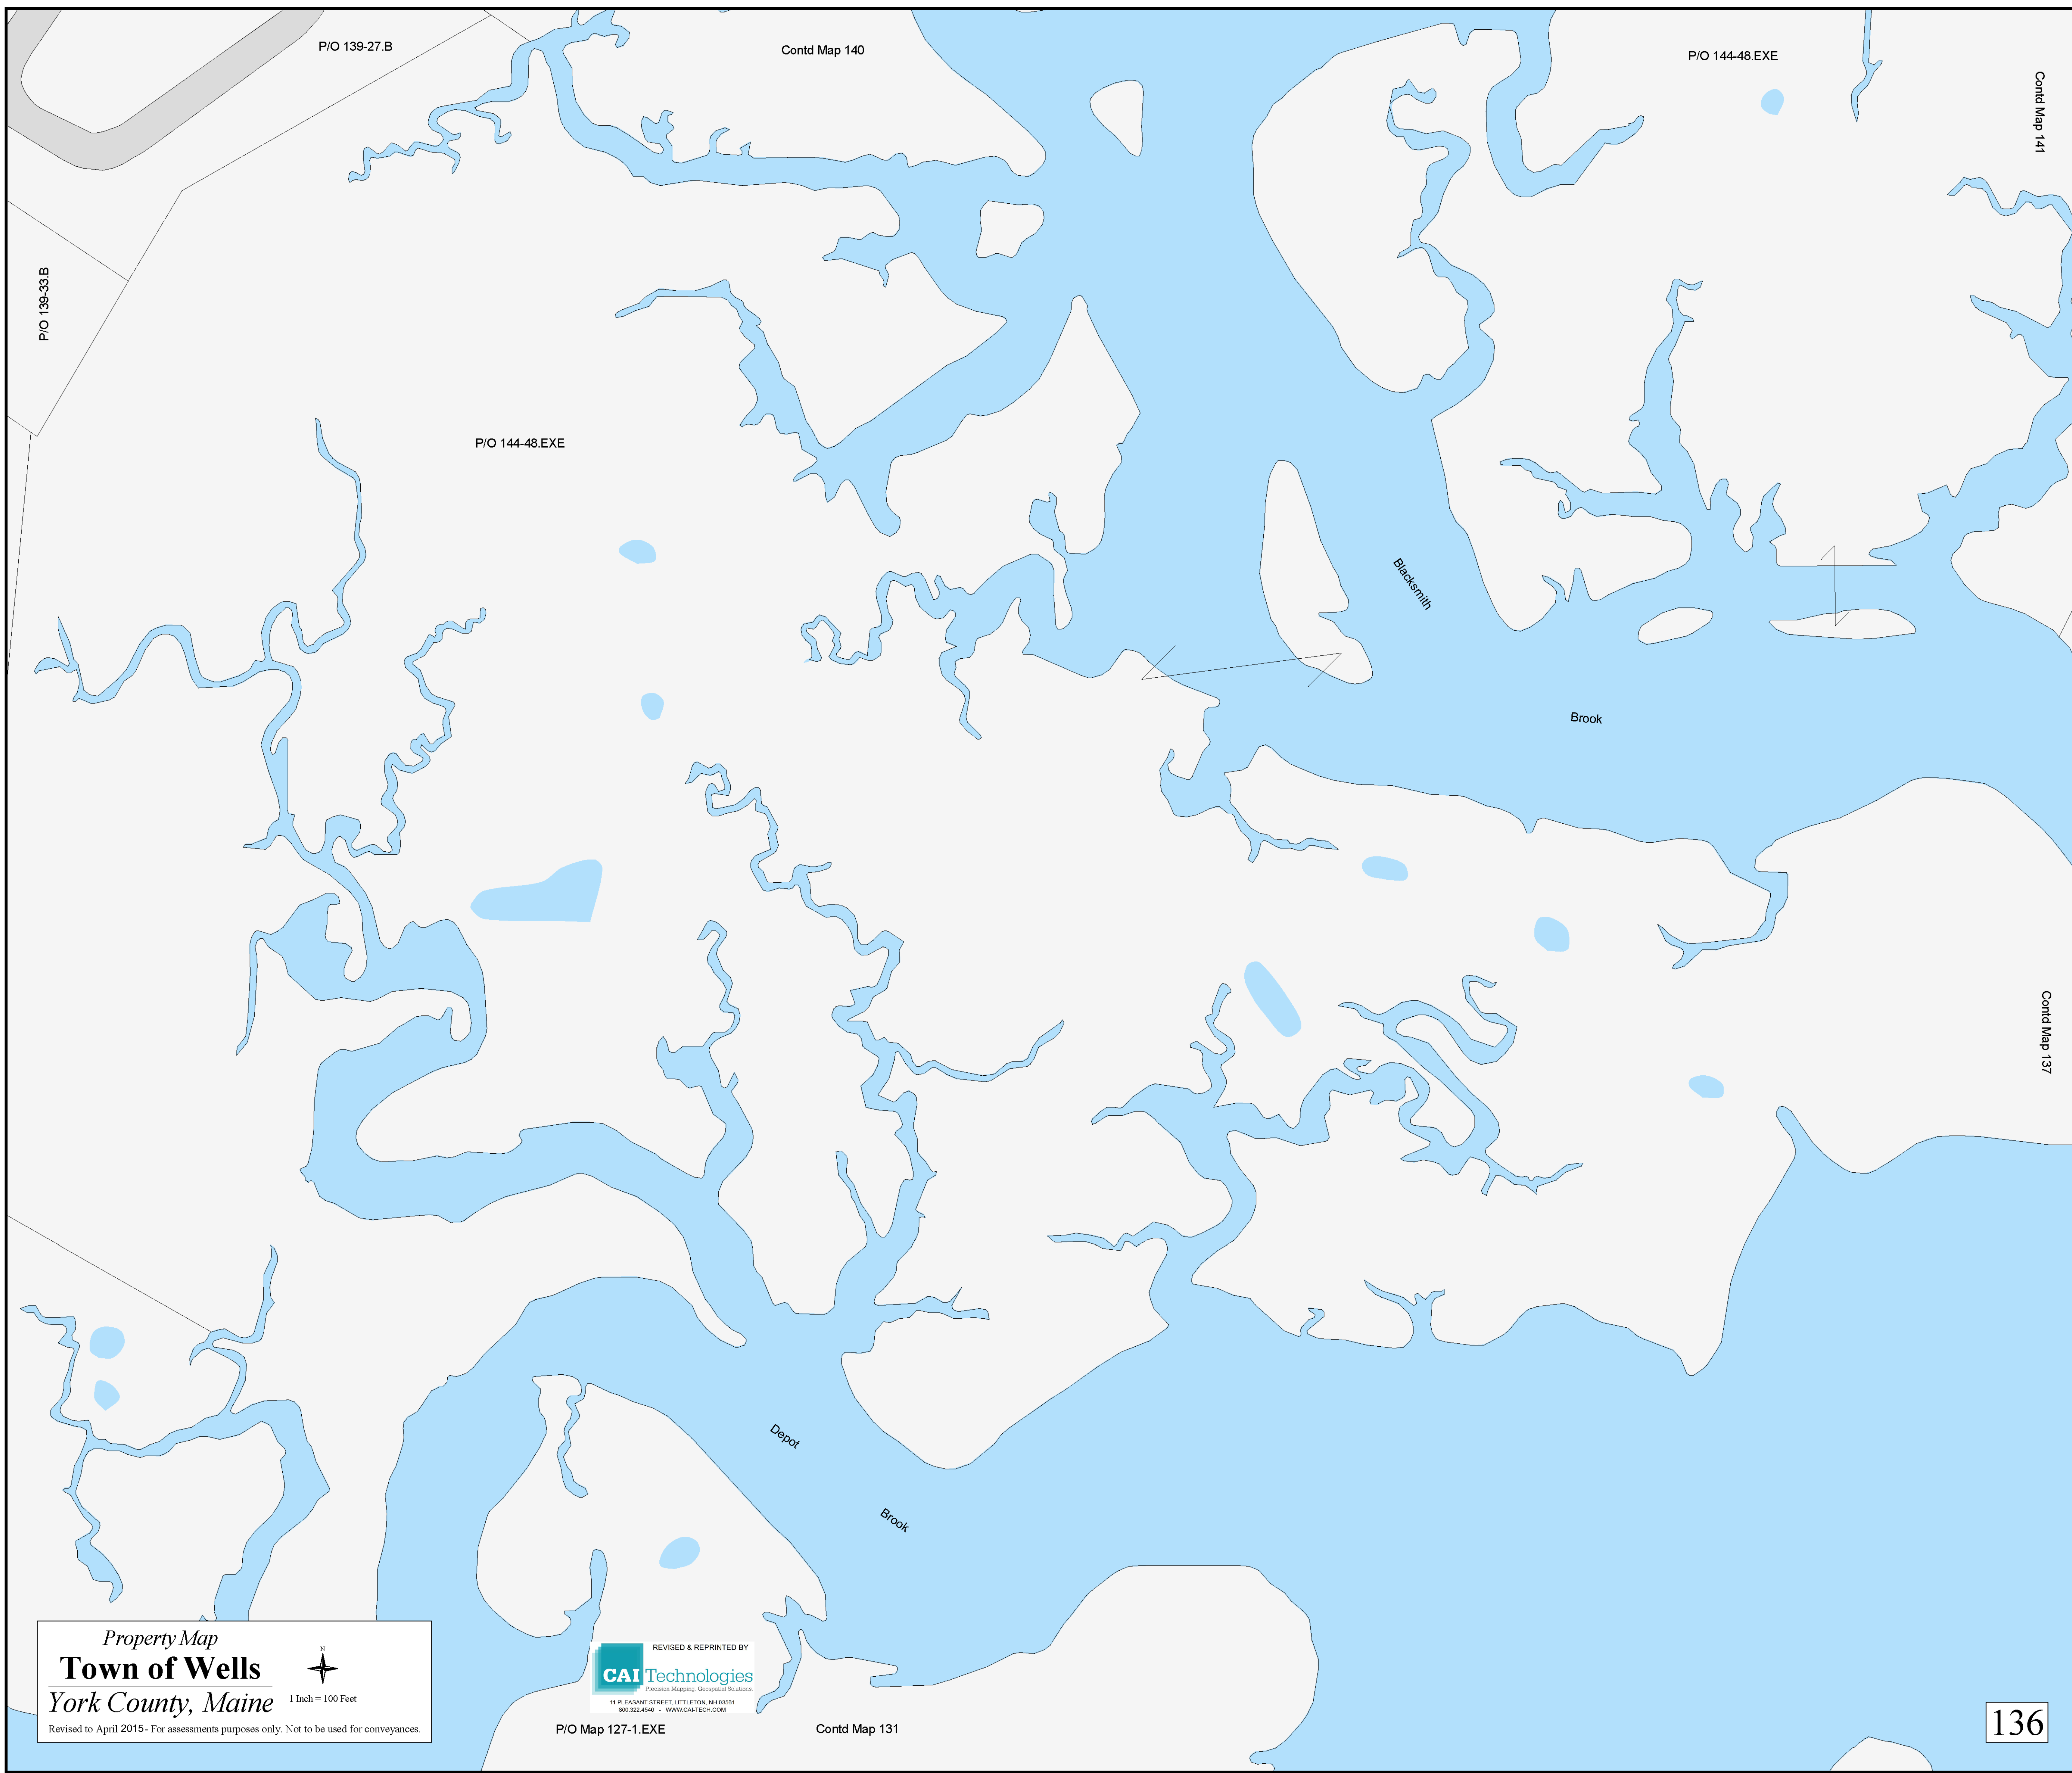 P/O 139-27.B
Contd Map 140
P/O 144-48.EXE
Contd Map 141
P/O 139-33.B
P/O 144-48.EXE
Blacksmith
Brook
Contd Map 137
Depot
Brook
Property Map
Town of Wells
York County, Maine
N
1 Inch = 100 Feet
Revised to April 2015- For assessments purposes only. Not to be used for conveyances.
REVISED & REPRINTED BY
CAI Technologies
Precision Mapping. Geospatial Solutions
11 PLEASANT STREET, LITTLETON, NH 03561
800.322.4540 - WWW.CAI-TECH.COM
P/O Map 127-1.EXE
Contd Map 131
136